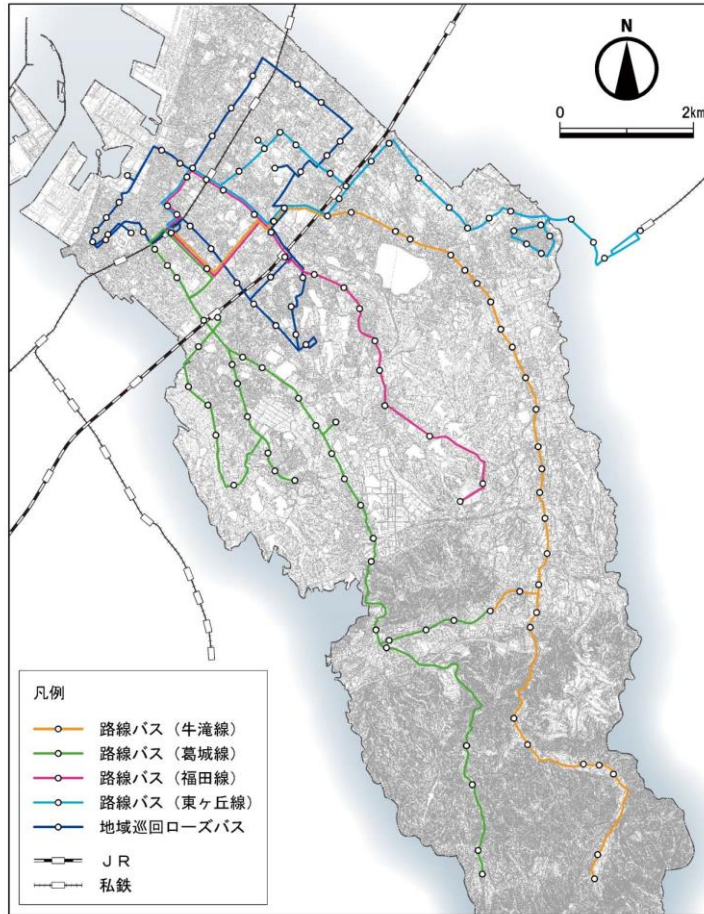 N
0 2km
凡例
路線バス（牛滝線）
路線バス（葛城線）
路線バス（福田線）
路線バス（東ヶ丘線）
地域巡回ローズバス
ＪＲ
私鉄